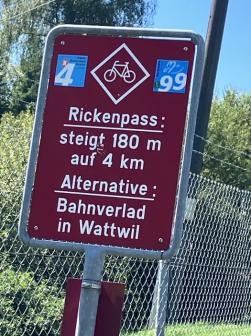 4
99
Rickenpass:
steigt 180 m
auf 4 km
Alternative:
Bahnverlad
in Wattwil